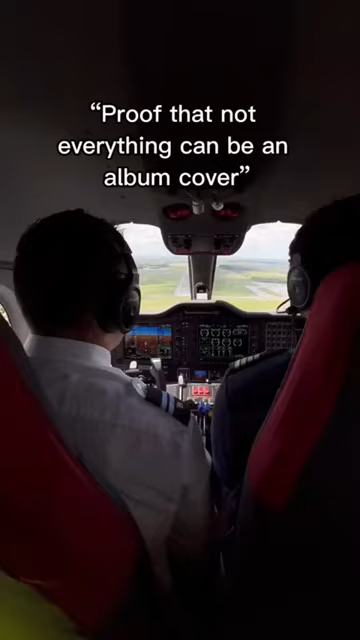 “Proof that not
everything can be an
album cover”